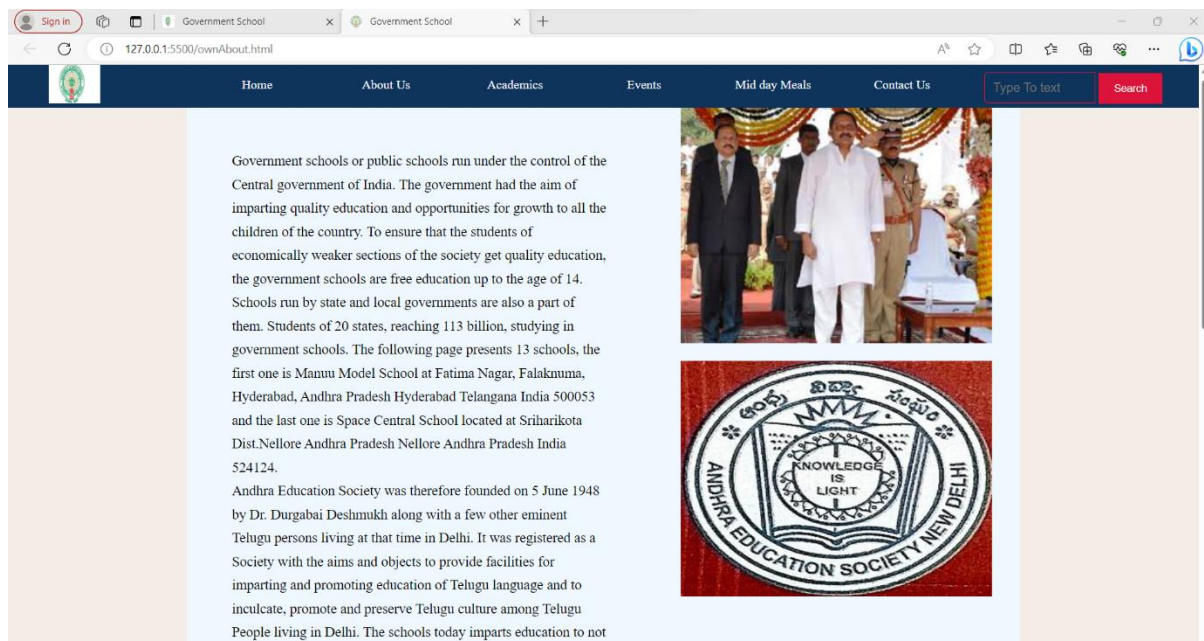 Sign in
Government School
Government School
127.0.0.1:5500/ownAbout.html
Home About Us Academics Events Mid day Meals Contact Us Type To text Search
Government schools or public schools run under the control of the
Central government of India. The government had the aim of
imparting quality education and opportunities for growth to all the
children of the country. To ensure that the students of
economically weaker sections of the society get quality education,
the government schools are free education up to the age of 14.
Schools run by state and local governments are also a part of
them. Students of 20 states, reaching 113 billion, studying in
government schools. The following page presents 13 schools, the
first one is Manuu Model School at Fatima Nagar, Falaknuma,
Hyderabad, Andhra Pradesh Hyderabad Telangana India 500053
and the last one is Space Central School located at Sriharikota
Dist.Nellore Andhra Pradesh Nellore Andhra Pradesh India
524124.
Andhra Education Society was therefore founded on 5 June 1948
by Dr. Durgabai Deshmukh along with a few other eminent
Telugu persons living at that time in Delhi. It was registered as a
Society with the aims and objects to provide facilities for
imparting and promoting education of Telugu language and to
inculcate, promote and preserve Telugu culture among Telugu
People living in Delhi. The schools today imparts education to not
ఆంధ్ర విద్యా సంఘం
KNOWLEDGE
IS
LIGHT
ANDHRA EDUCATION SOCIETY NEW DELHI